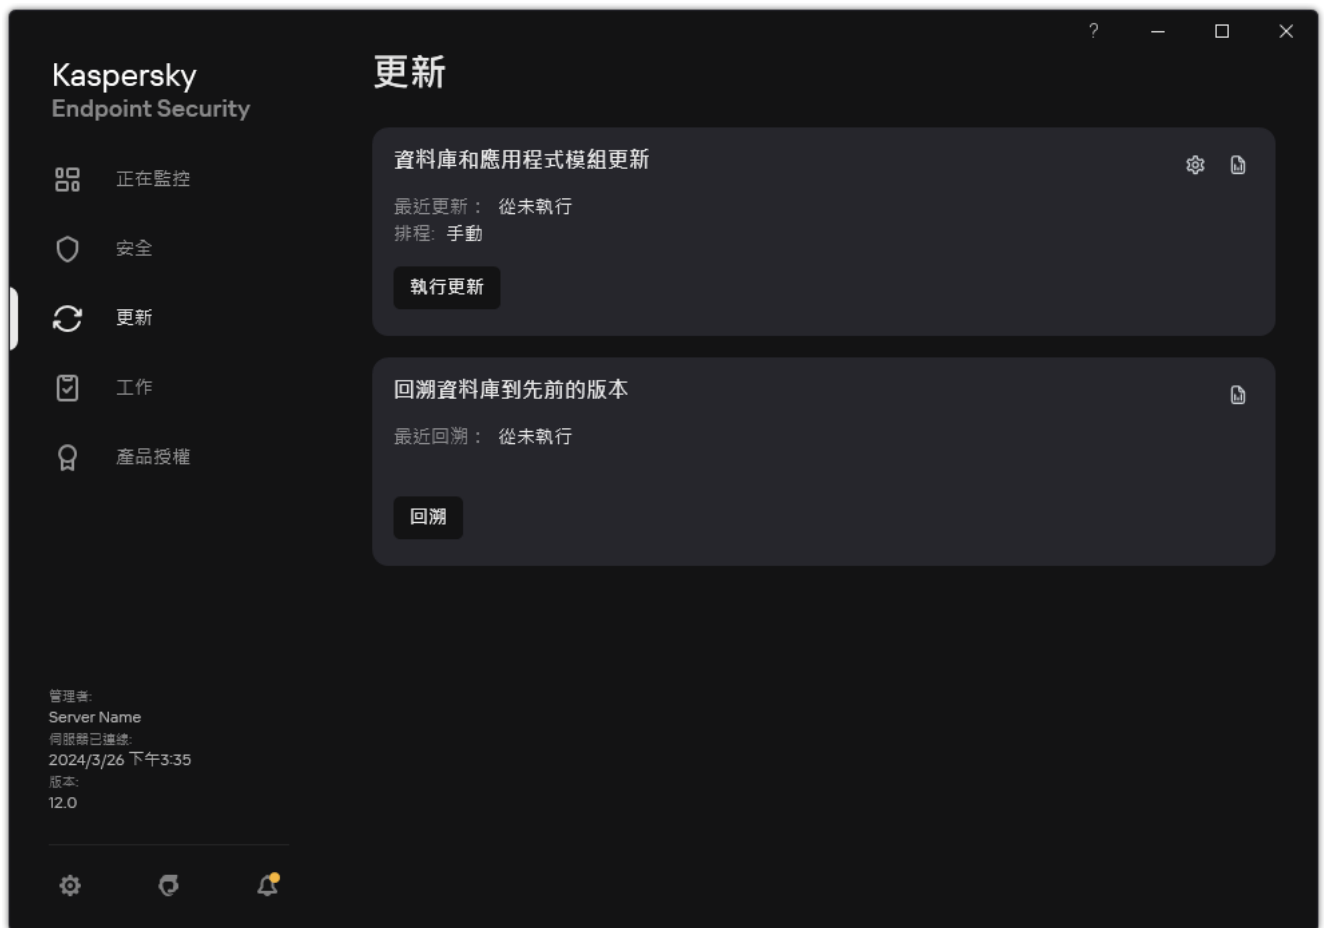 Kaspersky
Endpoint Security
正在監控
安全
更新
工作
產品授權
管理者:
Server Name
伺服器已連線:
2024/3/26 下午3:35
版本:
12.0
?
更新
資料庫和應用程式模組更新
最近更新： 從未執行
排程: 手動
執行更新
回溯資料庫到先前的版本
最近回溯： 從未執行
回溯